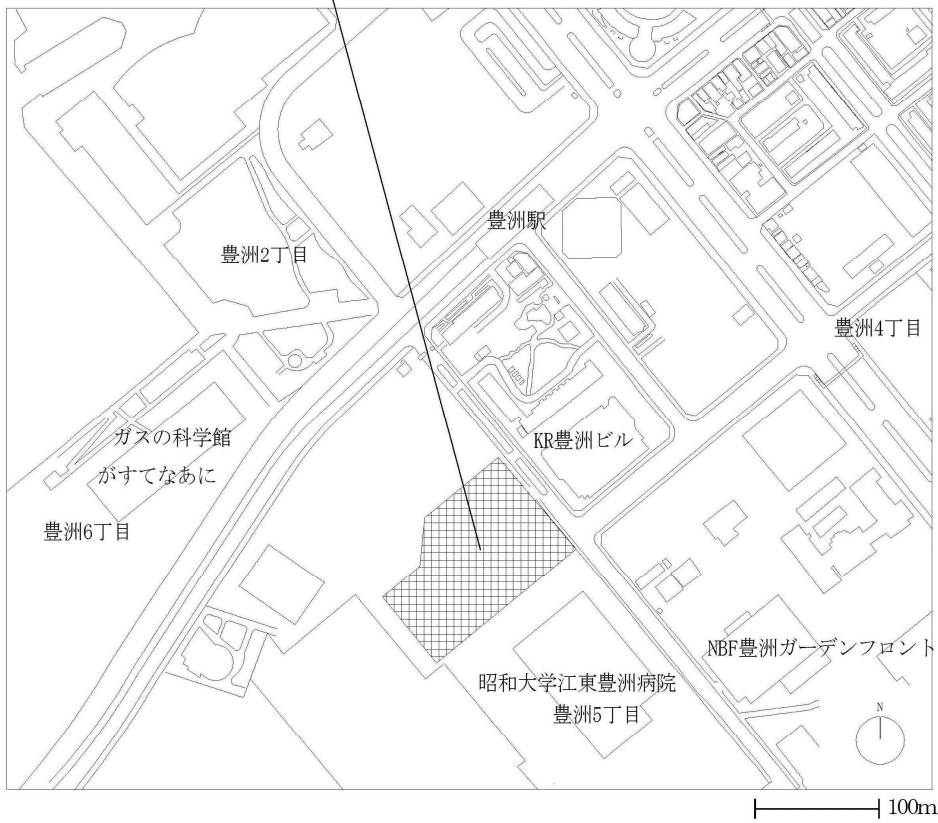 豊洲駅
豊洲2丁目
豊洲4丁目
ガスの科学館
がすてなあに
KR豊洲ビル
豊洲6丁目
NBF豊洲ガーデンフロント
昭和大学江東豊洲病院
豊洲5丁目
N
100m